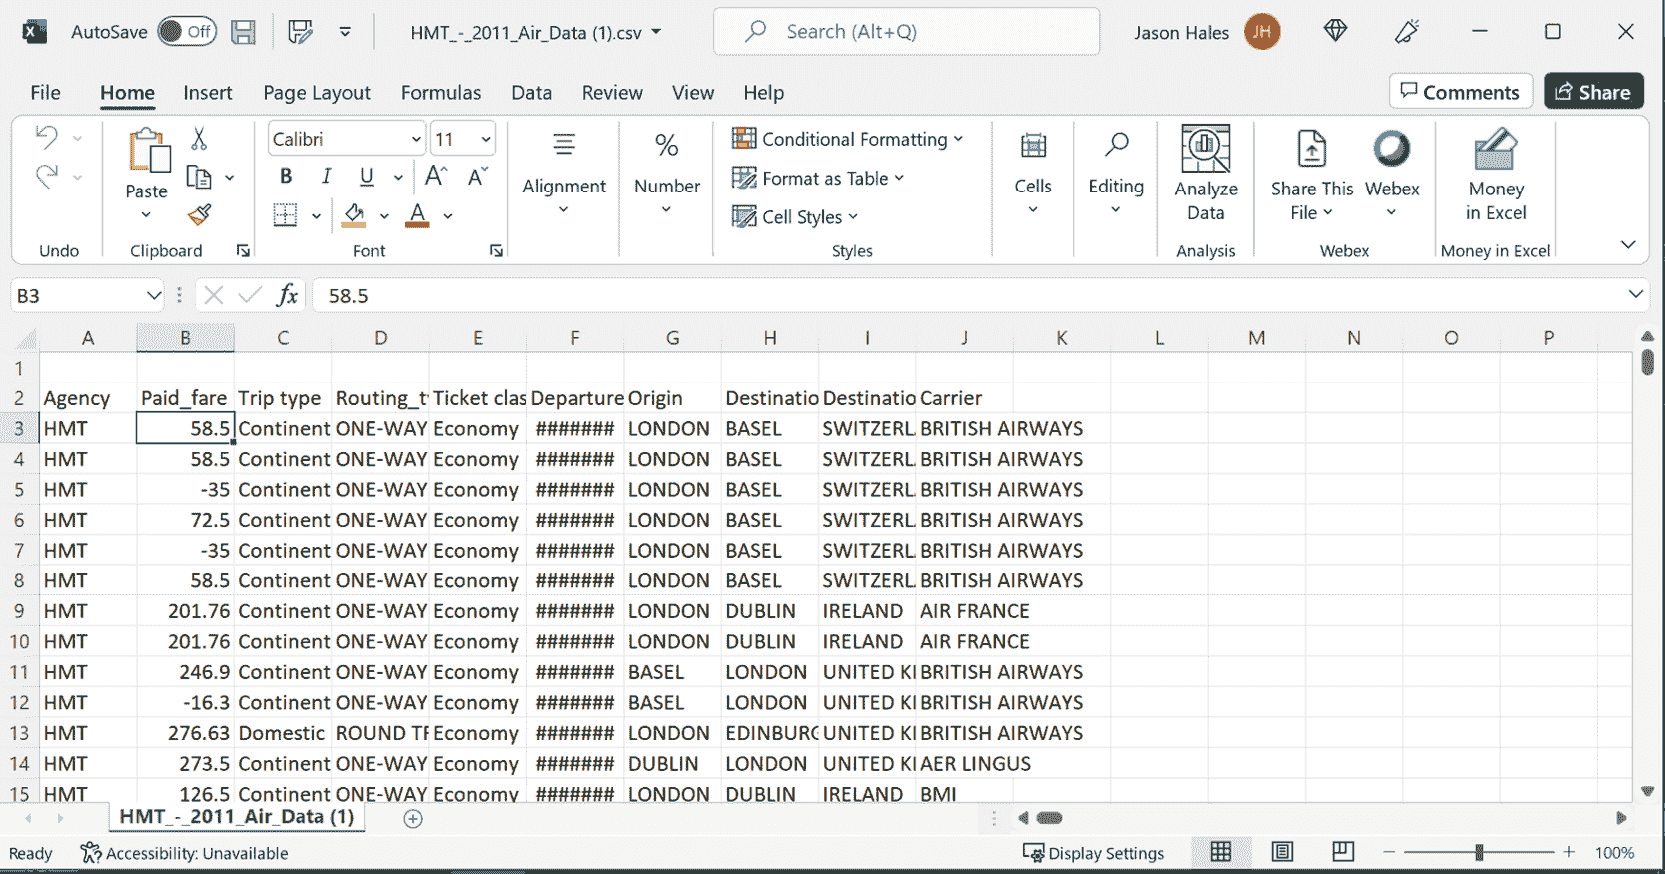 AutoSave Off HMT_-_2011_Air_Data (1).csv Search (Alt+Q) Jason Hales JH
File Home Insert Page Layout Formulas Data Review View Help Comments Share
Calibri 11 % Conditional Formatting
Paste B I U A A Alignment Number Format as Table Cells Editing Analyze Data Share This File Webex Money in Excel
A Cell Styles
Undo Clipboard Font Styles Analysis Webex Money in Excel
B3 fx 58.5
A B C D E F G H I J K L M N O P
1
2 Agency Paid_fare Trip type Routing_ty Ticket clas Departure Origin Destinatio Destinatio Carrier
3 HMT 58.5 Continent ONE-WAY Economy ####### LONDON BASEL SWITZERL BRITISH AIRWAYS
4 HMT 58.5 Continent ONE-WAY Economy ####### LONDON BASEL SWITZERL BRITISH AIRWAYS
5 HMT -35 Continent ONE-WAY Economy ####### LONDON BASEL SWITZERL BRITISH AIRWAYS
6 HMT 72.5 Continent ONE-WAY Economy ####### LONDON BASEL SWITZERL BRITISH AIRWAYS
7 HMT -35 Continent ONE-WAY Economy ####### LONDON BASEL SWITZERL BRITISH AIRWAYS
8 HMT 58.5 Continent ONE-WAY Economy ####### LONDON BASEL SWITZERL BRITISH AIRWAYS
9 HMT 201.76 Continent ONE-WAY Economy ####### LONDON DUBLIN IRELAND AIR FRANCE
10 HMT 201.76 Continent ONE-WAY Economy ####### LONDON DUBLIN IRELAND AIR FRANCE
11 HMT 246.9 Continent ONE-WAY Economy ####### BASEL LONDON UNITED KI BRITISH AIRWAYS
12 HMT -16.3 Continent ONE-WAY Economy ####### BASEL LONDON UNITED KI BRITISH AIRWAYS
13 HMT 276.63 Domestic ROUND TR Economy ####### LONDON EDINBURG UNITED KI BRITISH AIRWAYS
14 HMT 273.5 Continent ONE-WAY Economy ####### DUBLIN LONDON UNITED KI AER LINGUS
15 HMT 126.5 Continent ONE-WAY Economy ####### LONDON DUBLIN IRELAND BMI
HMT_-_2011_Air_Data (1)
Ready Accessibility: Unavailable Display Settings 100%